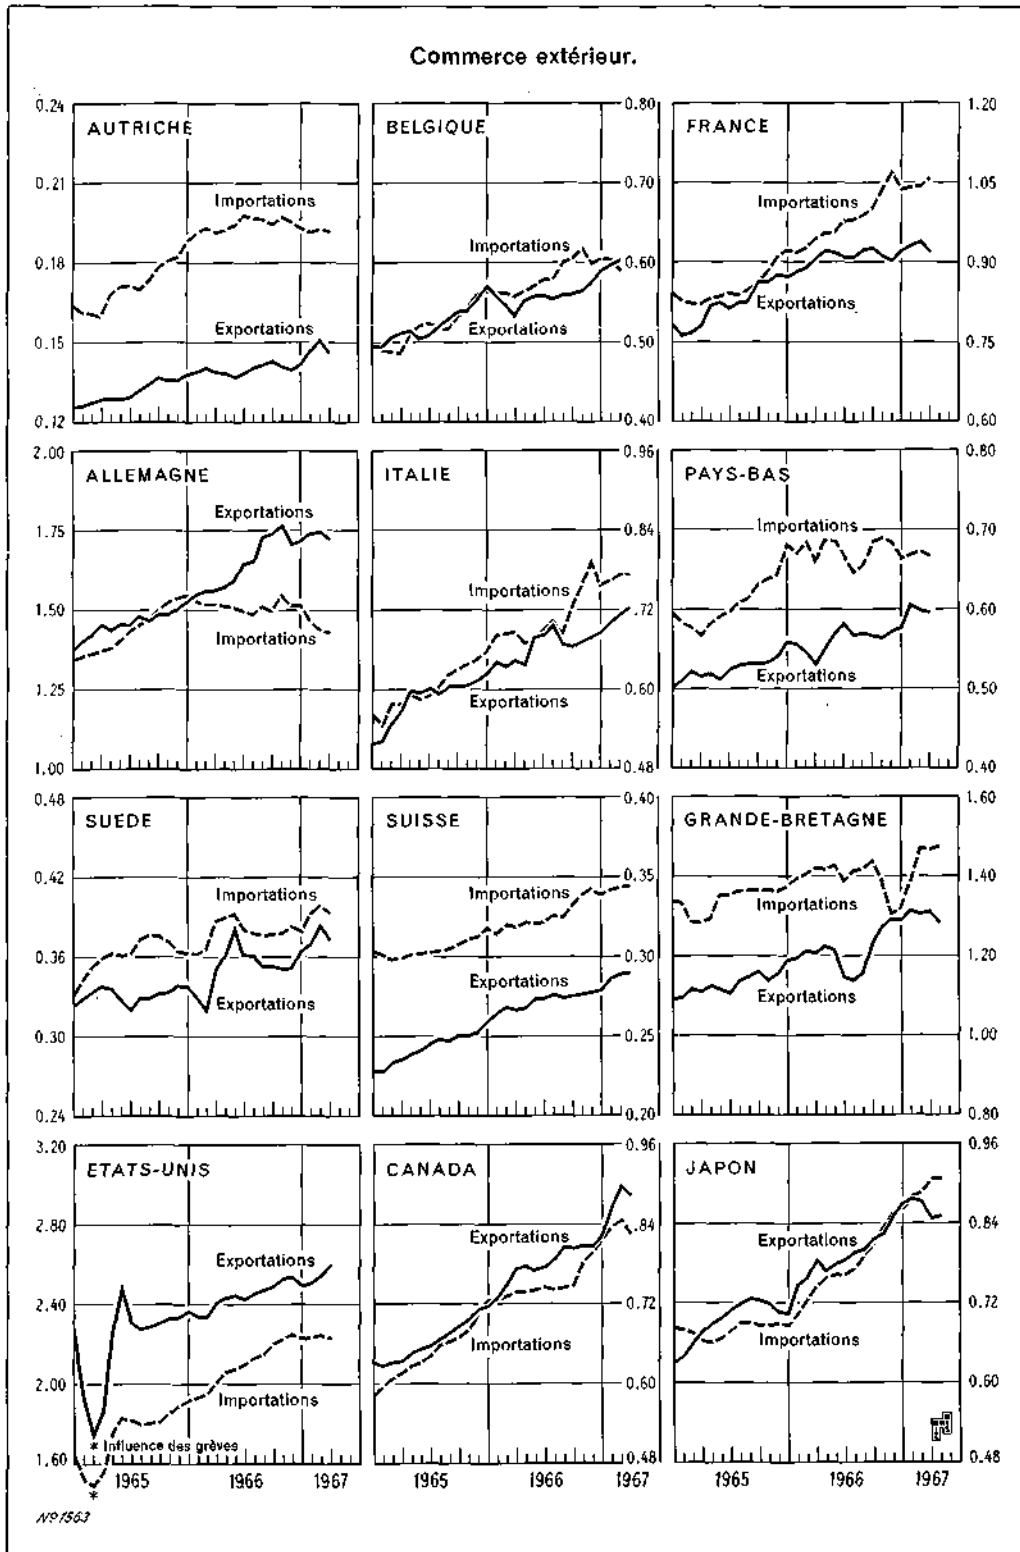 Commerce extérieur.
0.24 0.80 1.20
AUTRICHE BELGIQUE FRANCE
0.21 0.70 1.05
Importations Importations
Importations
0.18 0.60 0.90
Exportations Exportations Exportations
0.15 0.50 0.75
0.12 0.40 0.60
2.00 0.96 0.80
ALLEMAGNE ITALIE PAYS-BAS
Exportations Importations
1.75 0.84 0.70
Importations
1.50 0.72 0.60
Importations
Exportations Exportations
1.25 0.60 0.50
1.00 0.48 0.40
0.48 0.40 1.60
SUEDE SUISSE GRANDE-BRETAGNE
0.42 0.35 1.40
Importations Importations Importations
0.36 0.30 1.20
Exportations Exportations Exportations
0.30 0.25 1.00
0.24 0.20 0.80
3.20 0.96 0.96
ETATS-UNIS CANADA JAPON
2.80 0.84 0.84
Exportations Exportations
Exportations
2.40 0.72 0.72
Importations Importations
2.00 0.60 0.60
Importations
* Influence des grèves
1.60 0.48 0.48
1965 1966 1967 1965 1966 1967 1965 1966 1967
*
Nº 1563